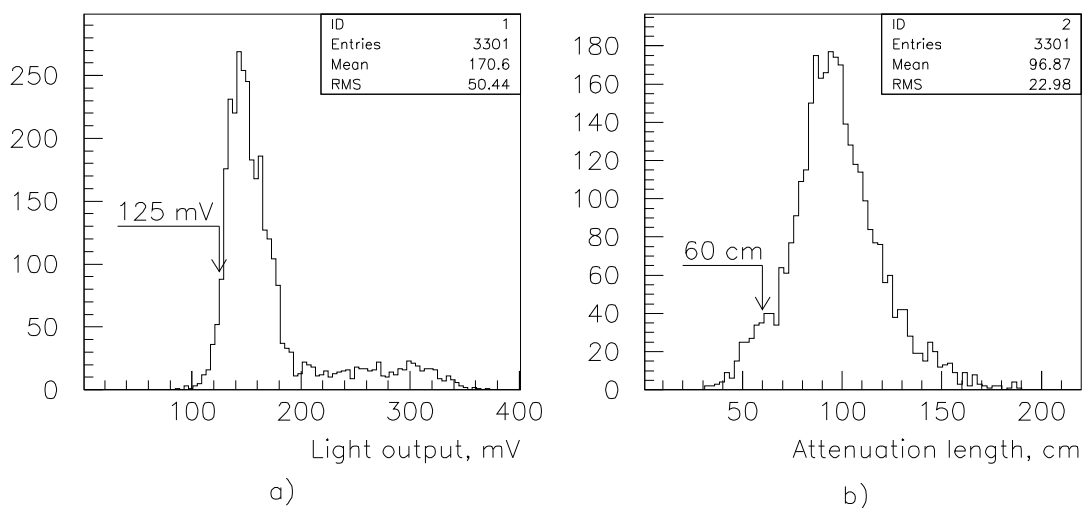 ID 1
Entries 3301
Mean 170.6
RMS 50.44
250
200
150
100
50
0
125 mV
100 200 300 400
Light output, mV
a)
ID 2
Entries 3301
Mean 96.87
RMS 22.98
180
160
140
120
100
80
60
40
20
0
60 cm
50 100 150 200
Attenuation length, cm
b)